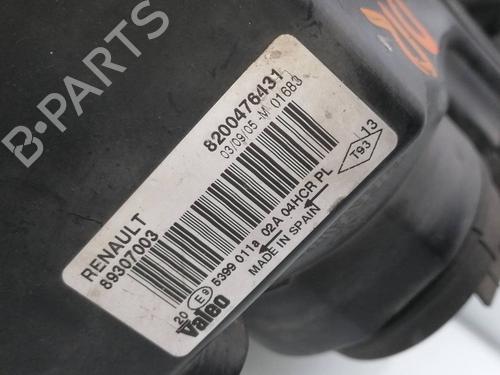 8200476431
03/09/05 -M 01683
RENAULT
89307003
20 E9 5399 011a 02A 04HCR PL
Valeo MADE IN SPAIN
T93 13
B-Parts